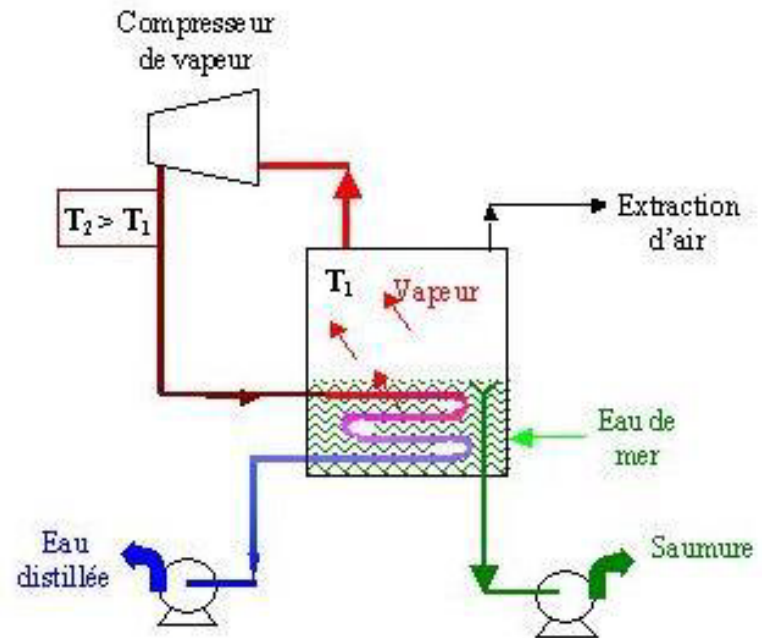 Compresseur
de vapeur
T₂ > T₁
Extraction
d'air
T₁
Vapeur
Eau de
mer
Eau
distillée
Saumure